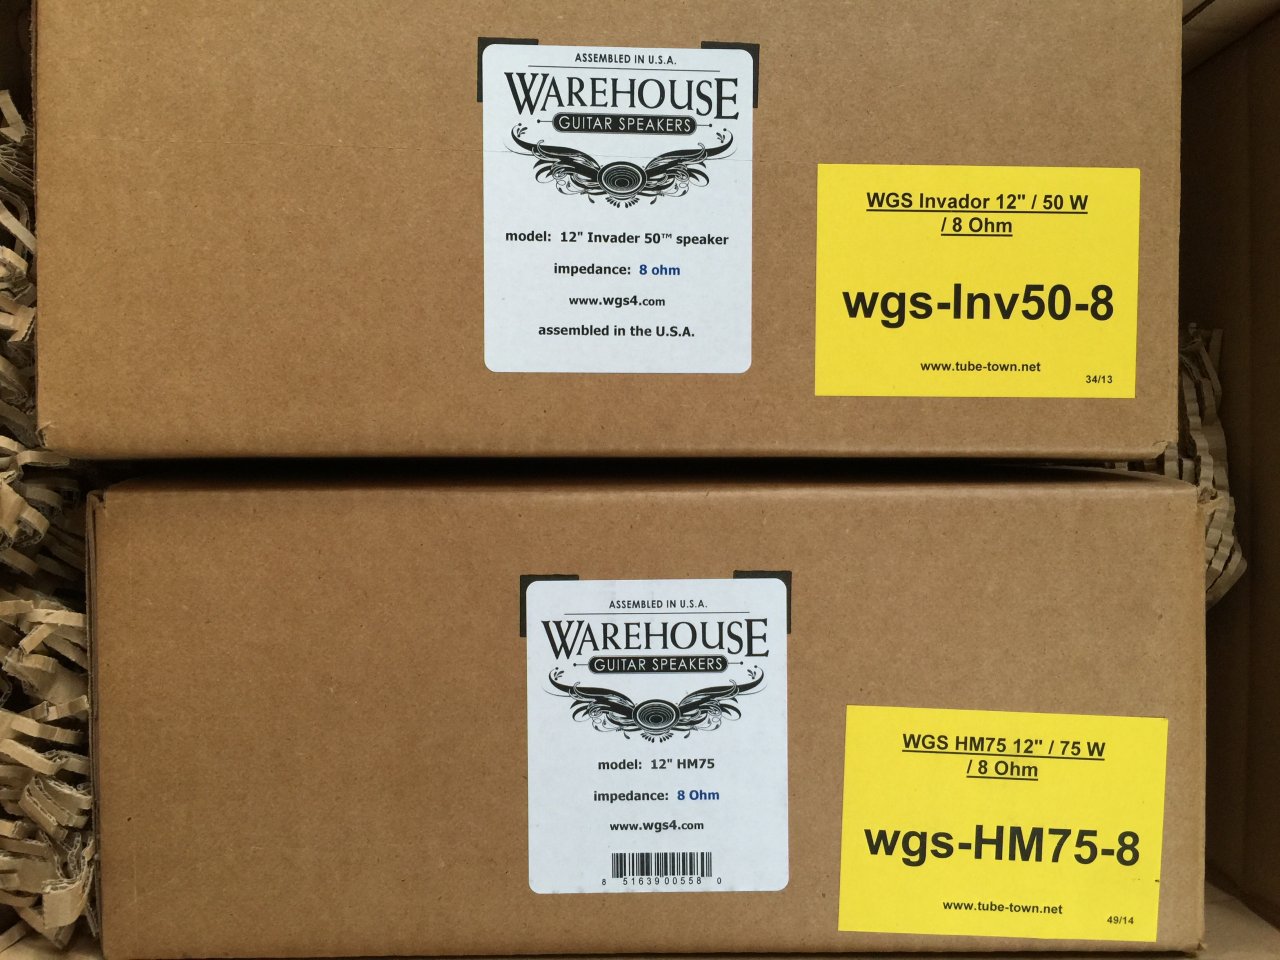 ASSEMBLED IN U.S.A.
WAREHOUSE
GUITAR SPEAKERS
model: 12" Invader 50™ speaker
impedance: 8 ohm
www.wgs4.com
assembled in the U.S.A.
WGS Invador 12" / 50 W
/ 8 Ohm
wgs-Inv50-8
www.tube-town.net
34/13
ASSEMBLED IN U.S.A.
WAREHOUSE
GUITAR SPEAKERS
model: 12" HM75
impedance: 8 Ohm
www.wgs4.com
8 5163900558 0
WGS HM75 12" / 75 W
/ 8 Ohm
wgs-HM75-8
www.tube-town.net
49/14